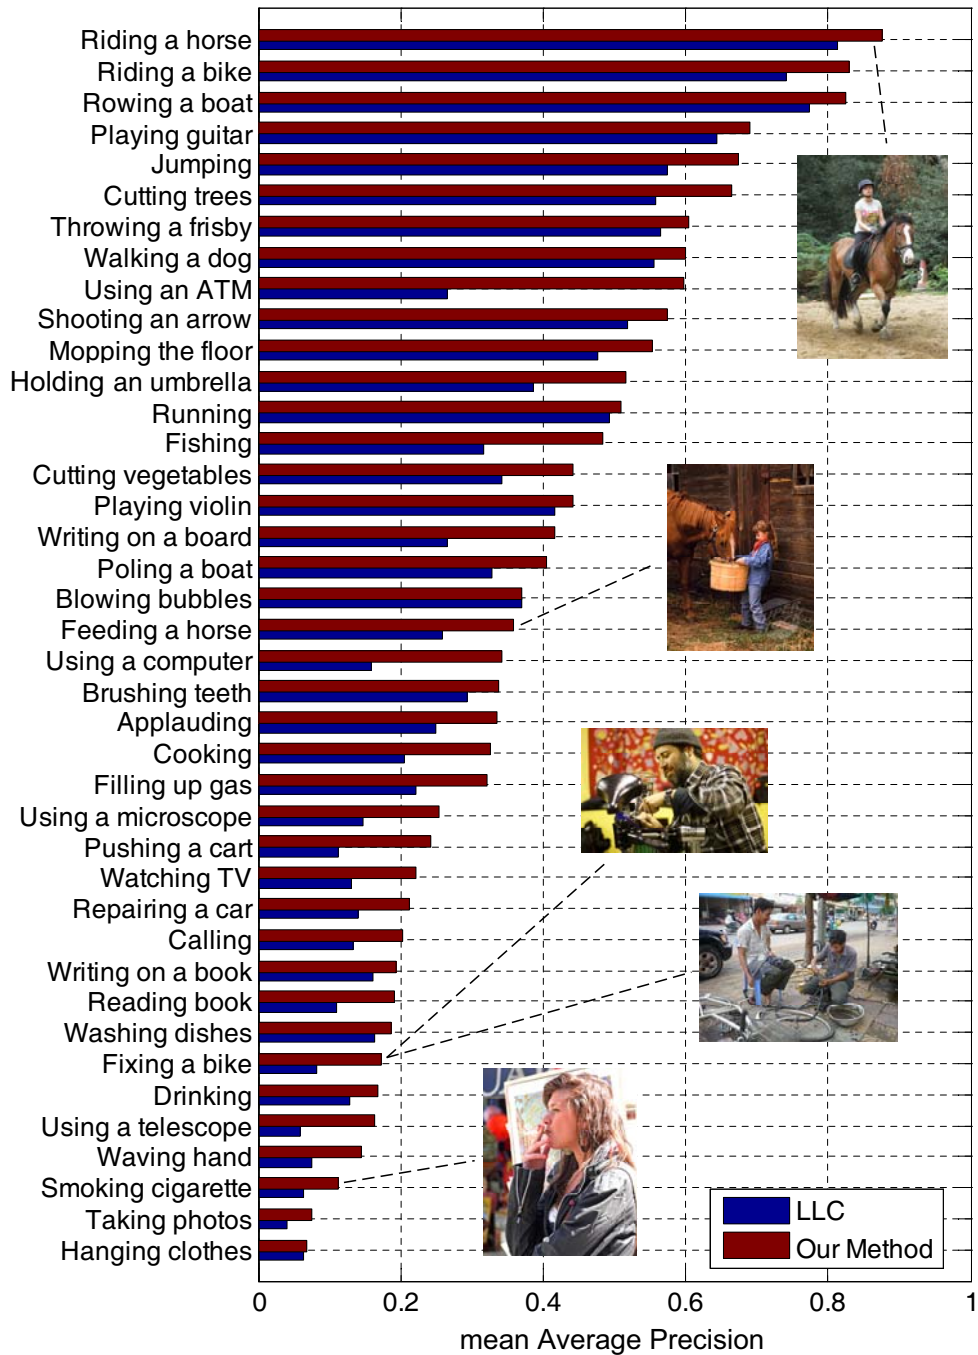 Riding a horse
Riding a bike
Rowing a boat
Playing guitar
Jumping
Cutting trees
Throwing a frisby
Walking a dog
Using an ATM
Shooting an arrow
Mopping the floor
Holding an umbrella
Running
Fishing
Cutting vegetables
Playing violin
Writing on a board
Poling a boat
Blowing bubbles
Feeding a horse
Using a computer
Brushing teeth
Applauding
Cooking
Filling up gas
Using a microscope
Pushing a cart
Watching TV
Repairing a car
Calling
Writing on a book
Reading book
Washing dishes
Fixing a bike
Drinking
Using a telescope
Waving hand
Smoking cigarette
Taking photos
Hanging clothes
LLC
Our Method
0 0.2 0.4 0.6 0.8 1
mean Average Precision